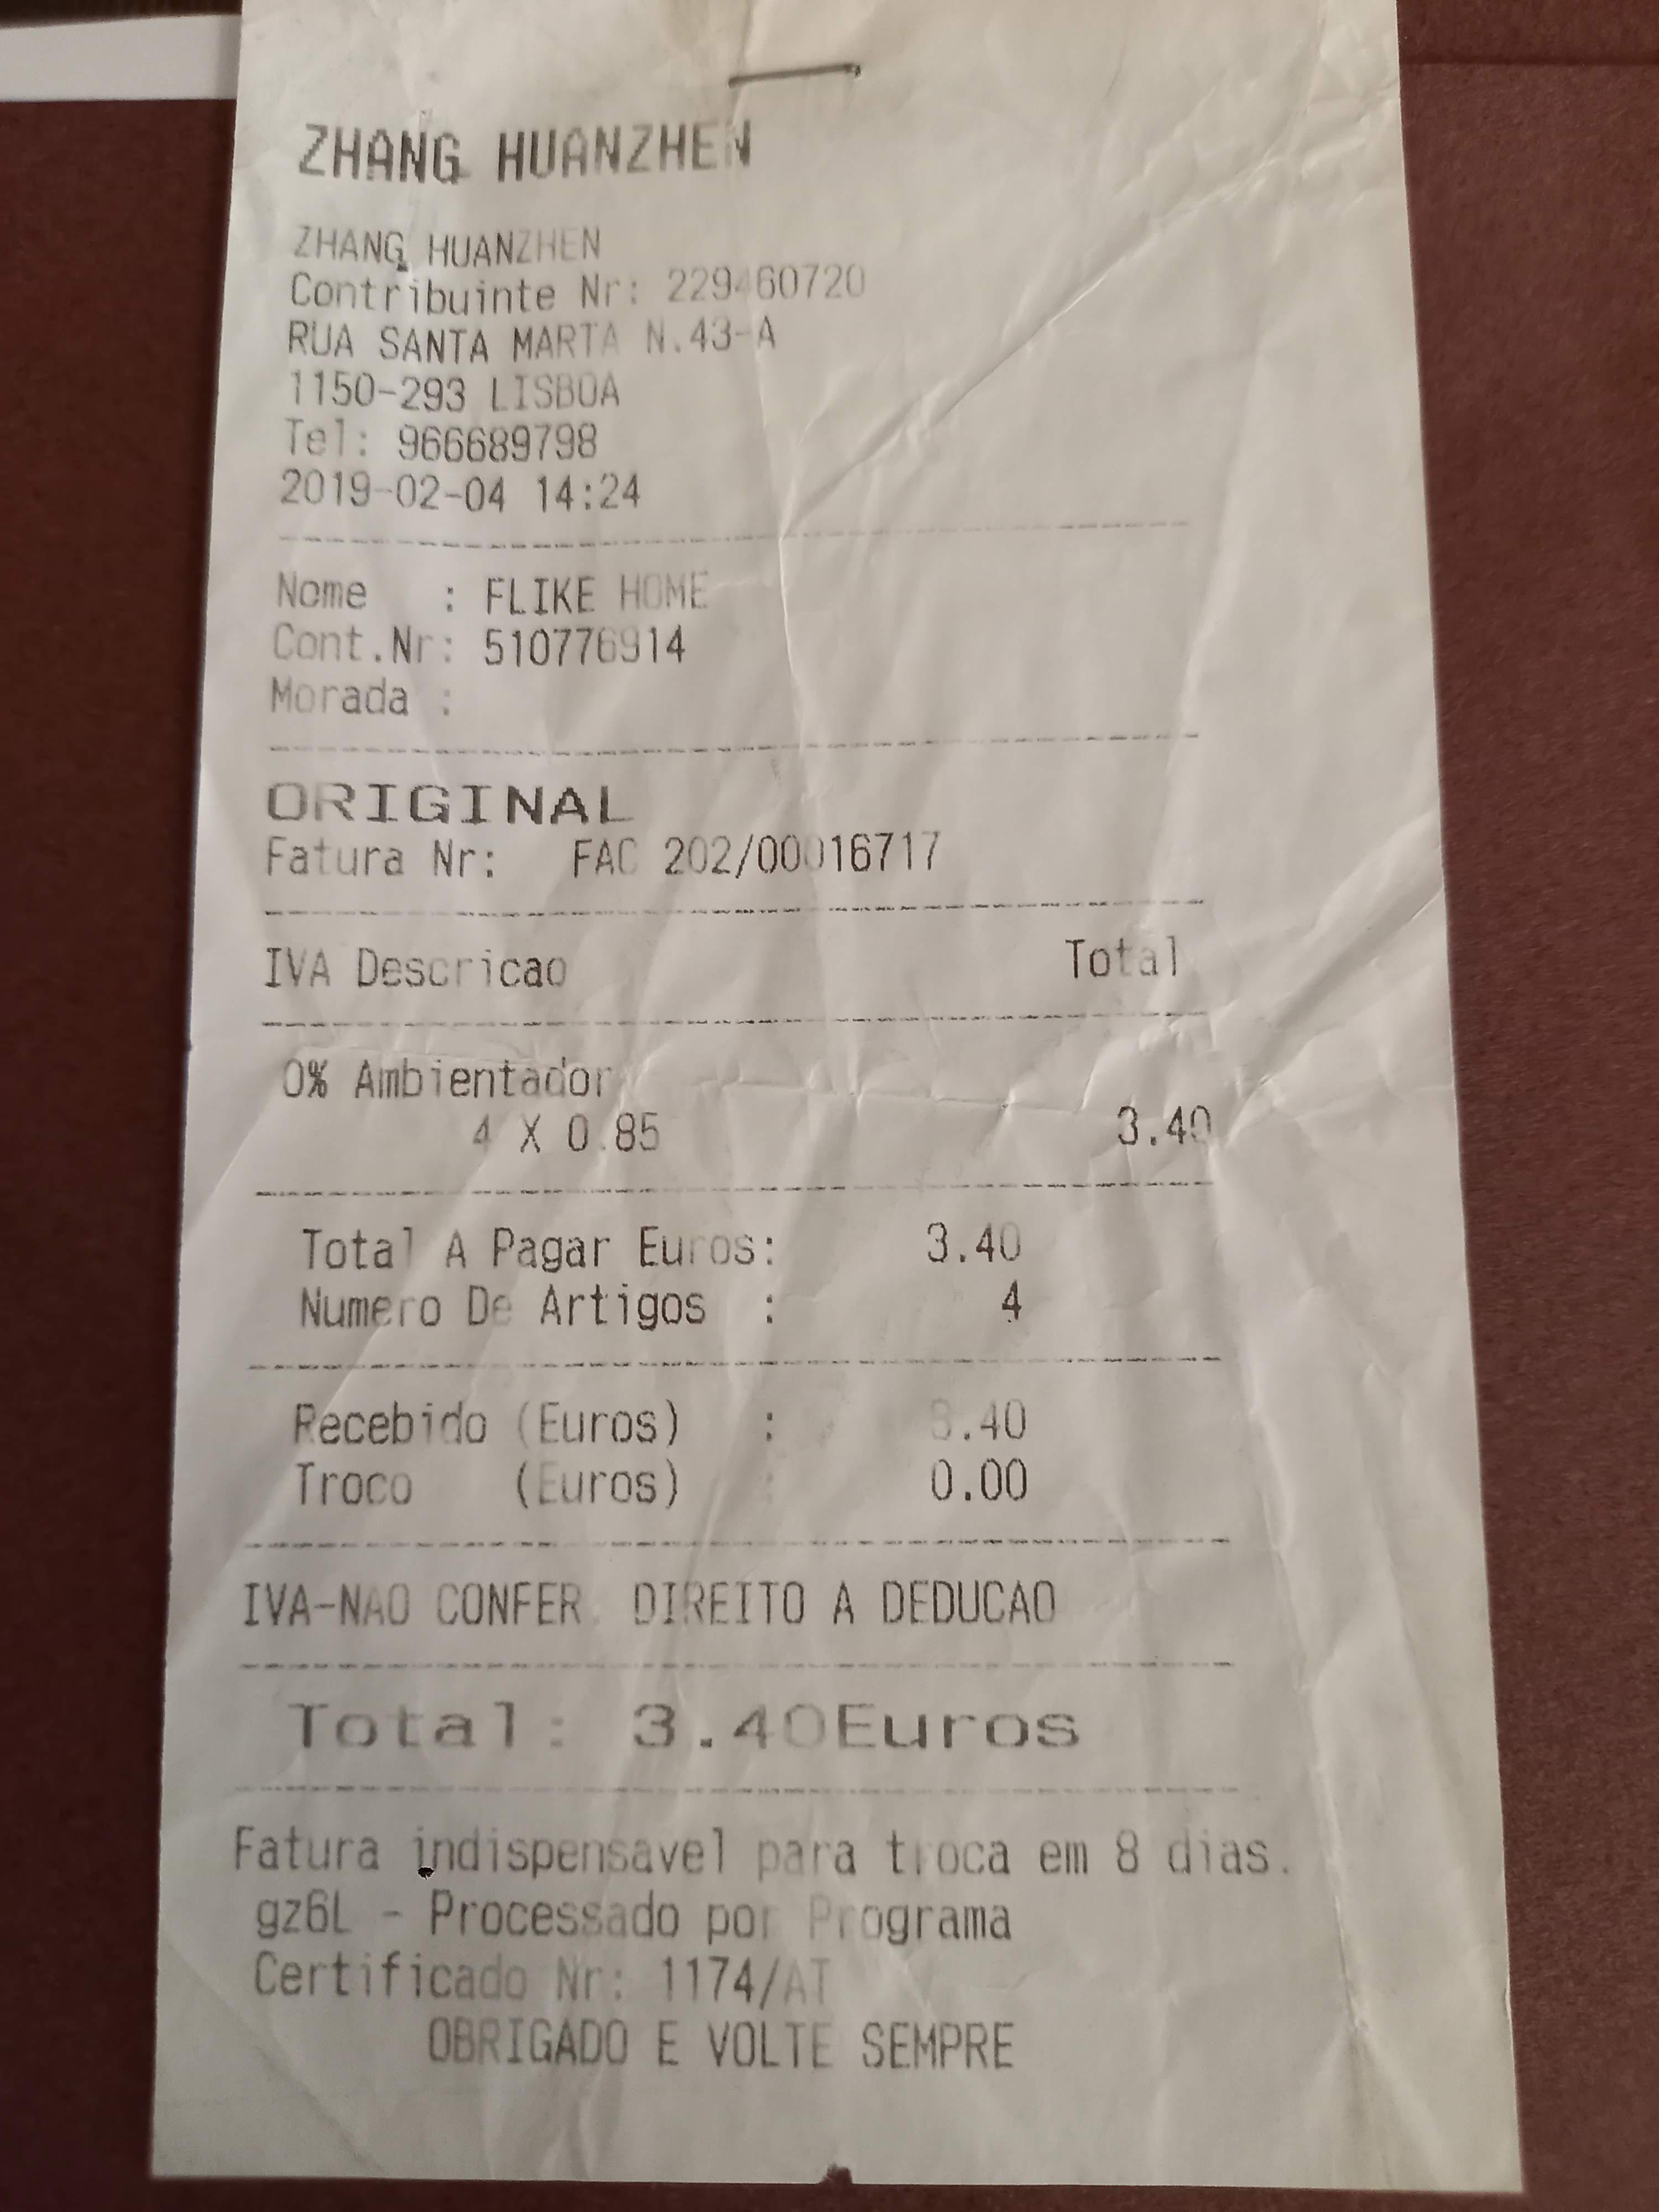 ZHANG HUANZHEN
ZHANG HUANZHEN
Contribuinte Nr: 229460720
RUA SANTA MARTA N.43-A
1150-293 LISBOA
Tel: 966689798
2019-02-04 14:24
Nome : FLIKE HOME
Cont.Nr: 510776914
Morada :
ORIGINAL
Fatura Nr: FAC 202/00016717
IVA Descricao Total
0% Ambientador
4 X 0.85 3.40
Total A Pagar Euros: 3.40
Numero De Artigos : 4
Recebido (Euros) : 3.40
Troco (Euros) : 0.00
IVA-NAO CONFER. DIREITO A DEDUCAO
Total: 3.40Euros
Fatura indispensavel para troca em 8 dias.
gz6L - Processado por Programa
Certificado Nr: 1174/AT
OBRIGADO E VOLTE SEMPRE